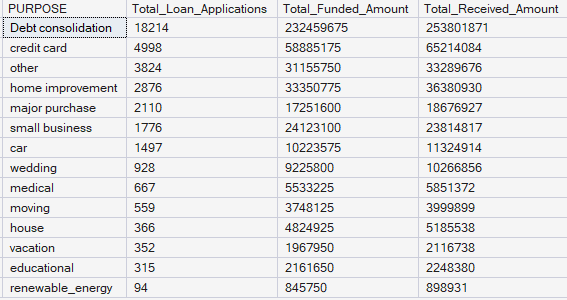 PURPOSE Total_Loan_Applications Total_Funded_Amount Total_Received_Amount
Debt consolidation 18214 232459675 253801871
credit card 4998 58885175 65214084
other 3824 31155750 33289676
home improvement 2876 33350775 36380930
major purchase 2110 17251600 18676927
small business 1776 24123100 23814817
car 1497 10223575 11324914
wedding 928 9225800 10266856
medical 667 5533225 5851372
moving 559 3748125 3999899
house 366 4824925 5185538
vacation 352 1967950 2116738
educational 315 2161650 2248380
renewable_energy 94 845750 898931